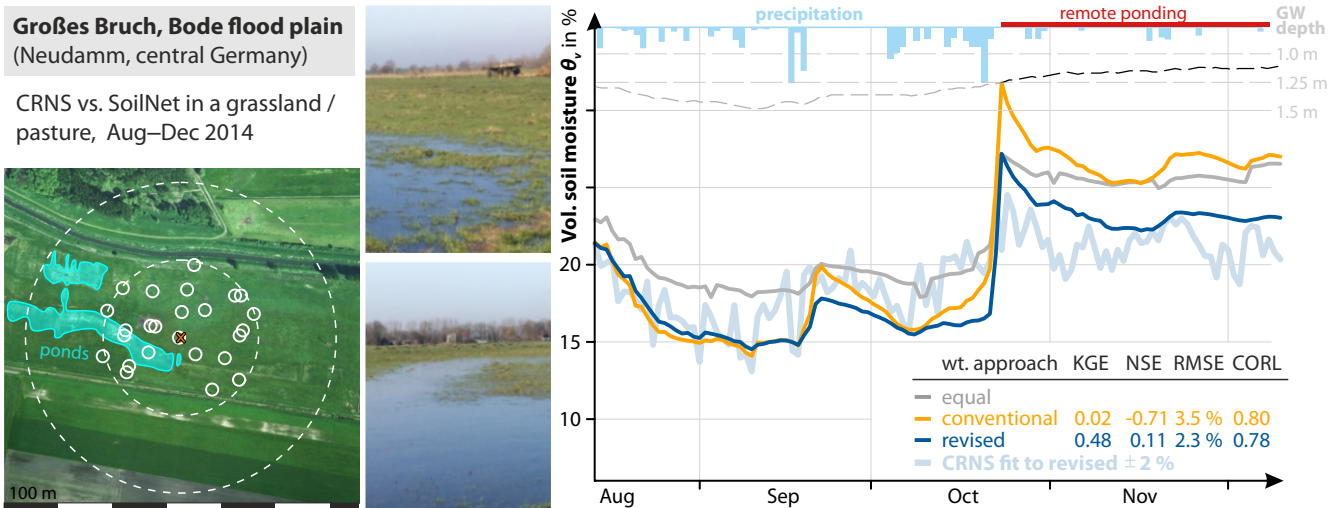 Großes Bruch, Bode flood plain
(Neudamm, central Germany)
CRNS vs. SoilNet in a grassland /
pasture, Aug–Dec 2014
ponds
100 m
Vol. soil moisture θv in %
precipitation
remote ponding
GW
depth
1.0 m
1.25 m
1.5 m
20
15
10
wt. approach KGE NSE RMSE CORL
equal
conventional 0.02 -0.71 3.5 % 0.80
revised 0.48 0.11 2.3 % 0.78
CRNS fit to revised ± 2 %
Aug Sep Oct Nov